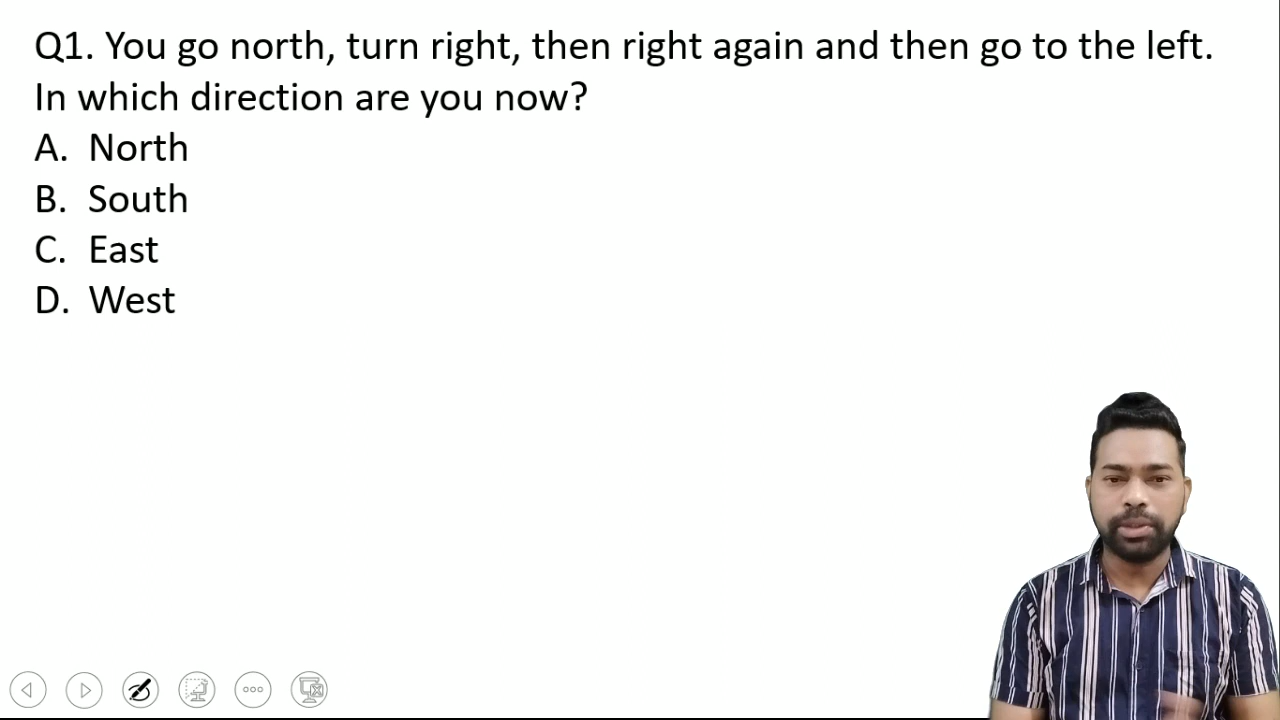 Q1. You go north, turn right, then right again and then go to the left.
In which direction are you now?
A. North
B. South
C. East
D. West